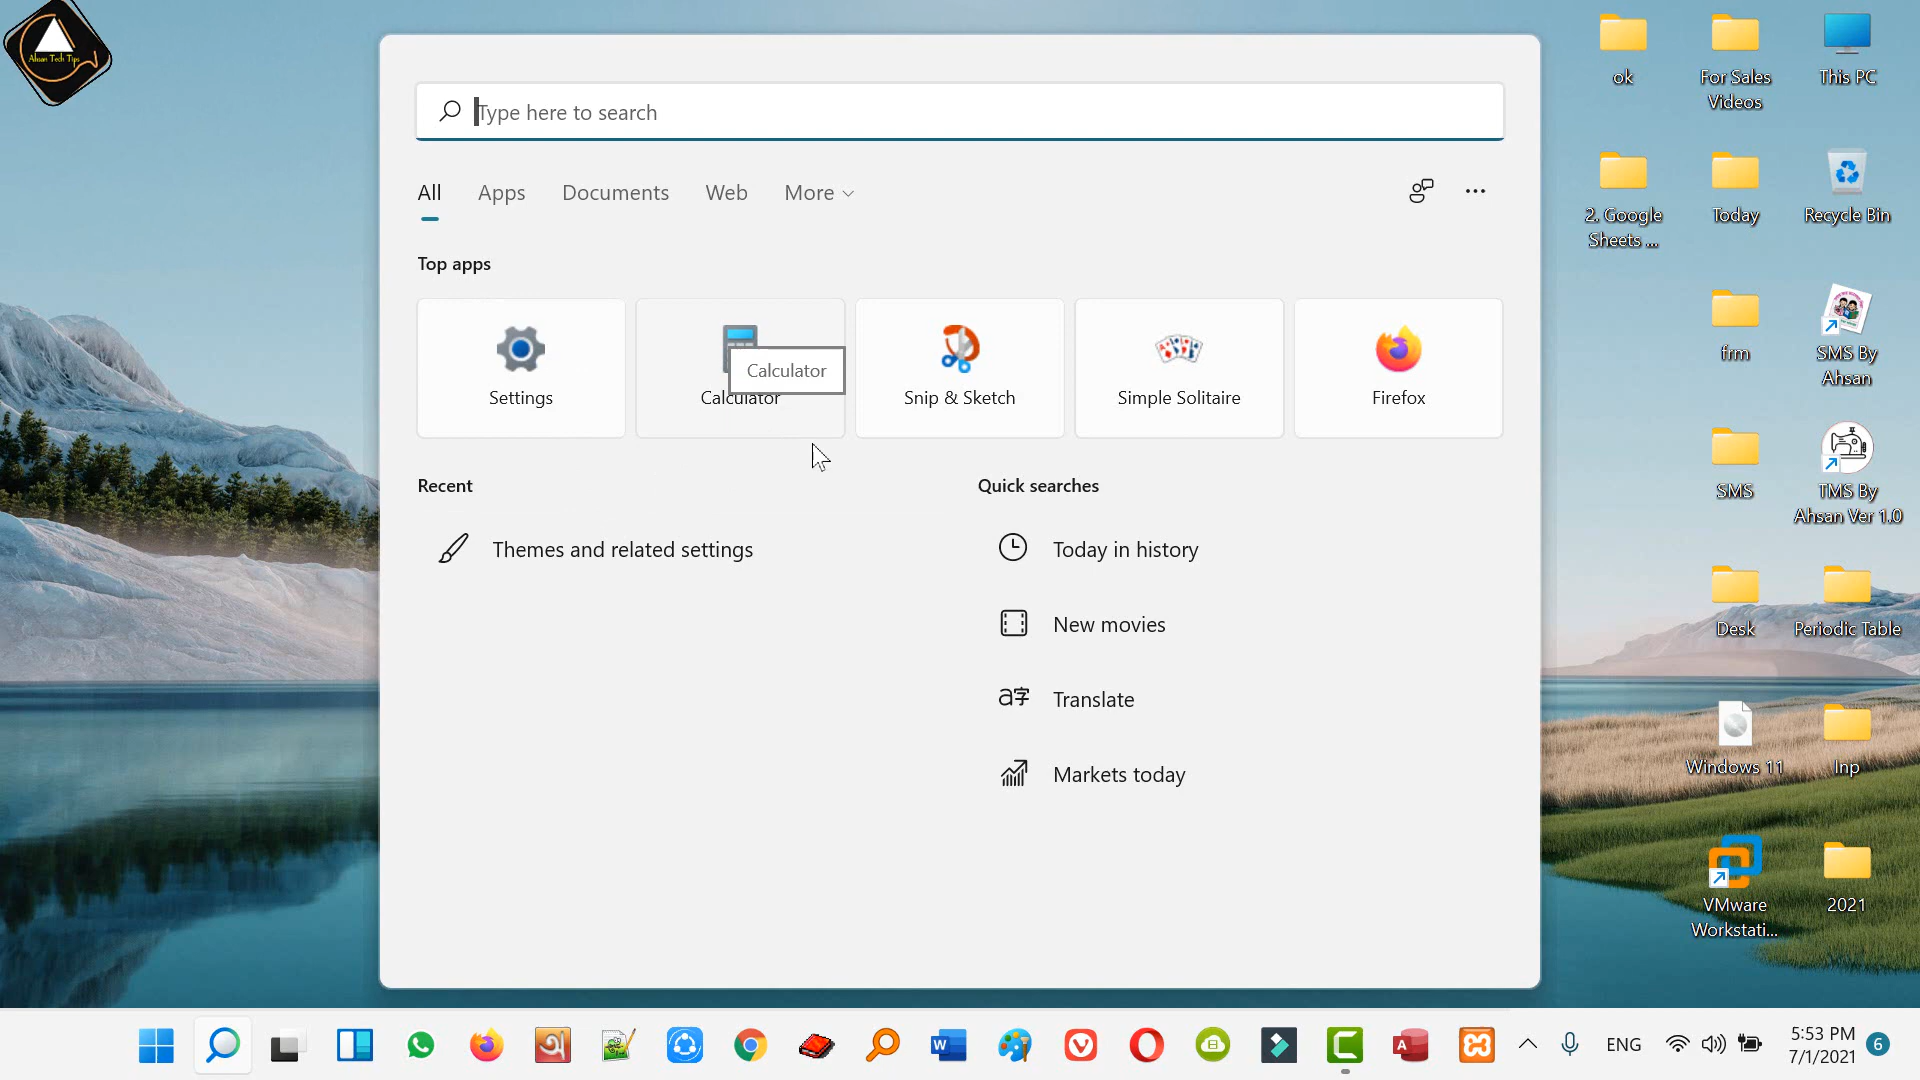 Ahsan Tech Tips
Type here to search
All Apps Documents Web More
Top apps
Settings
Calculator
Calculator
Snip & Sketch
Simple Solitaire
Firefox
Recent
Themes and related settings
Quick searches
Today in history
New movies
Translate
Markets today
ok
For Sales
Videos
This PC
2. Google
Sheets ...
Today
Recycle Bin
frm
SMS By
Ahsan
SMS
TMS By
Ahsan Ver 1.0
Desk
Periodic Table
Windows 11
Inp
VMware
Workstati...
2021
ENG
5:53 PM
7/1/2021
6